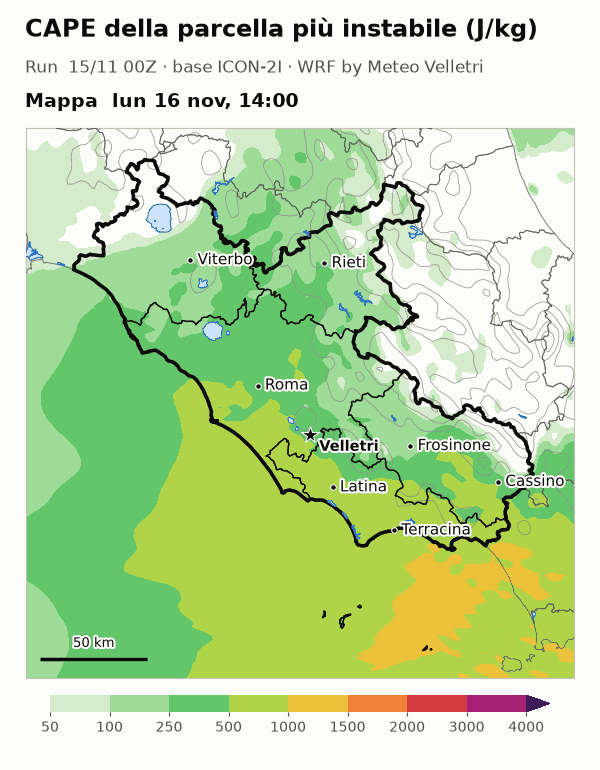 CAPE della parcella più instabile (J/kg)
Run  15/11 00Z · base ICON-2I · WRF by Meteo Velletri
Mappa  lun 16 nov, 14:00
Viterbo
Rieti
Roma
Velletri
Frosinone
Cassino
Latina
Terracina
50 km
50 100 250 500 1000 1500 2000 3000 4000